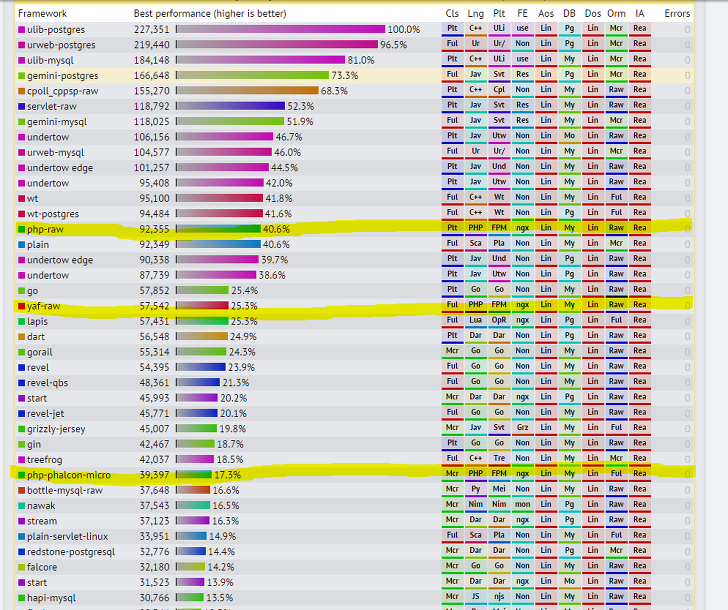 Framework Best performance (higher is better) Cls Lng Plt FE Aos DB Dos Orm IA Errors
ulib-postgres 227,351 100.0% Plt C++ ULi use Lin Pg Lin Mcr Rea 0
urweb-postgres 219,440 96.5% Ful Ur Ur/ Non Lin Pg Lin Mcr Rea 0
ulib-mysql 184,148 81.0% Plt C++ ULi use Lin My Lin Mcr Rea 0
gemini-postgres 166,648 73.3% Ful Jav Svt Res Lin Pg Lin Mcr Rea 0
cpoll_cppsp-raw 155,270 68.3% Plt C++ Cpl Non Lin My Lin Raw Rea 0
servlet-raw 118,792 52.3% Plt Jav Svt Res Lin My Lin Raw Rea 0
gemini-mysql 118,025 51.9% Ful Jav Svt Res Lin My Lin Mcr Rea 0
undertow 106,156 46.7% Plt Jav Utw Non Lin Mo Lin Raw Rea 0
urweb-mysql 104,577 46.0% Ful Ur Ur/ Non Lin My Lin Mcr Rea 0
undertow edge 101,257 44.5% Plt Jav Und Non Lin My Lin Raw Rea 0
undertow 95,408 42.0% Plt Jav Utw Non Lin My Lin Raw Rea 0
wt 95,100 41.8% Ful C++ Wt Non Lin My Lin Ful Rea 0
wt-postgres 94,484 41.6% Ful C++ Wt Non Lin Pg Lin Ful Rea 0
php-raw 92,355 40.6% Plt PHP FPM ngx Lin My Lin Raw Rea 0
plain 92,349 40.6% Ful Sca Pla Non Lin My Lin Mcr Rea 0
undertow edge 90,338 39.7% Plt Jav Und Non Lin Pg Lin Raw Rea 0
undertow 87,739 38.6% Plt Jav Utw Non Lin Pg Lin Raw Rea 0
go 57,852 25.4% Plt Go Go Non Lin My Lin Raw Rea 0
yaf-raw 57,542 25.3% Ful PHP FPM ngx Lin My Lin Raw Rea 0
lapis 57,431 25.3% Ful Lua OpR ngx Lin Pg Lin Ful Rea 0
dart 56,548 24.9% Plt Dar Dar Non Lin Pg Lin Raw Rea 0
gorail 55,314 24.3% Mcr Go Go Non Lin My Lin Raw Rea 0
revel 54,395 23.9% Ful Go Go Non Lin My Lin Raw Rea 0
revel-qbs 48,361 21.3% Ful Go Go Non Lin My Lin Ful Rea 0
start 45,993 20.2% Mcr Dar Dar ngx Lin Pg Lin Raw Rea 0
revel-jet 45,771 20.1% Ful Go Go Non Lin My Lin Ful Rea 0
grizzly-jersey 45,007 19.8% Mcr Jav Svt Grz Lin My Lin Ful Rea 0
gin 42,467 18.7% Plt Go Go Non Lin My Lin Raw Rea 0
treefrog 42,037 18.5% Ful C++ Tre Non Lin My Lin Mcr Rea 0
php-phalcon-micro 39,397 17.3% Mcr PHP FPM ngx Lin My Lin Ful Rea 0
bottle-mysql-raw 37,648 16.6% Mcr Py Mei Non Lin My Lin Raw Rea 0
nawak 37,543 16.5% Mcr Nim Nim mon Lin Pg Lin Raw Rea 0
stream 37,123 16.3% Mcr Dar Dar ngx Lin Pg Lin Raw Rea 0
plain-servlet-linux 33,951 14.9% Ful Sca Pla Non Lin My Lin Raw Rea 0
redstone-postgresql 32,776 14.4% Mcr Dar Dar Non Lin Pg Lin Mcr Rea 0
falcore 32,180 14.2% Mcr Go Go Non Lin My Lin Raw Rea 0
start 31,523 13.9% Mcr Dar Dar ngx Lin Mo Lin Raw Rea 0
hapi-mysql 30,766 13.5% Mcr JS njs Non Lin My Lin Ful Rea 0